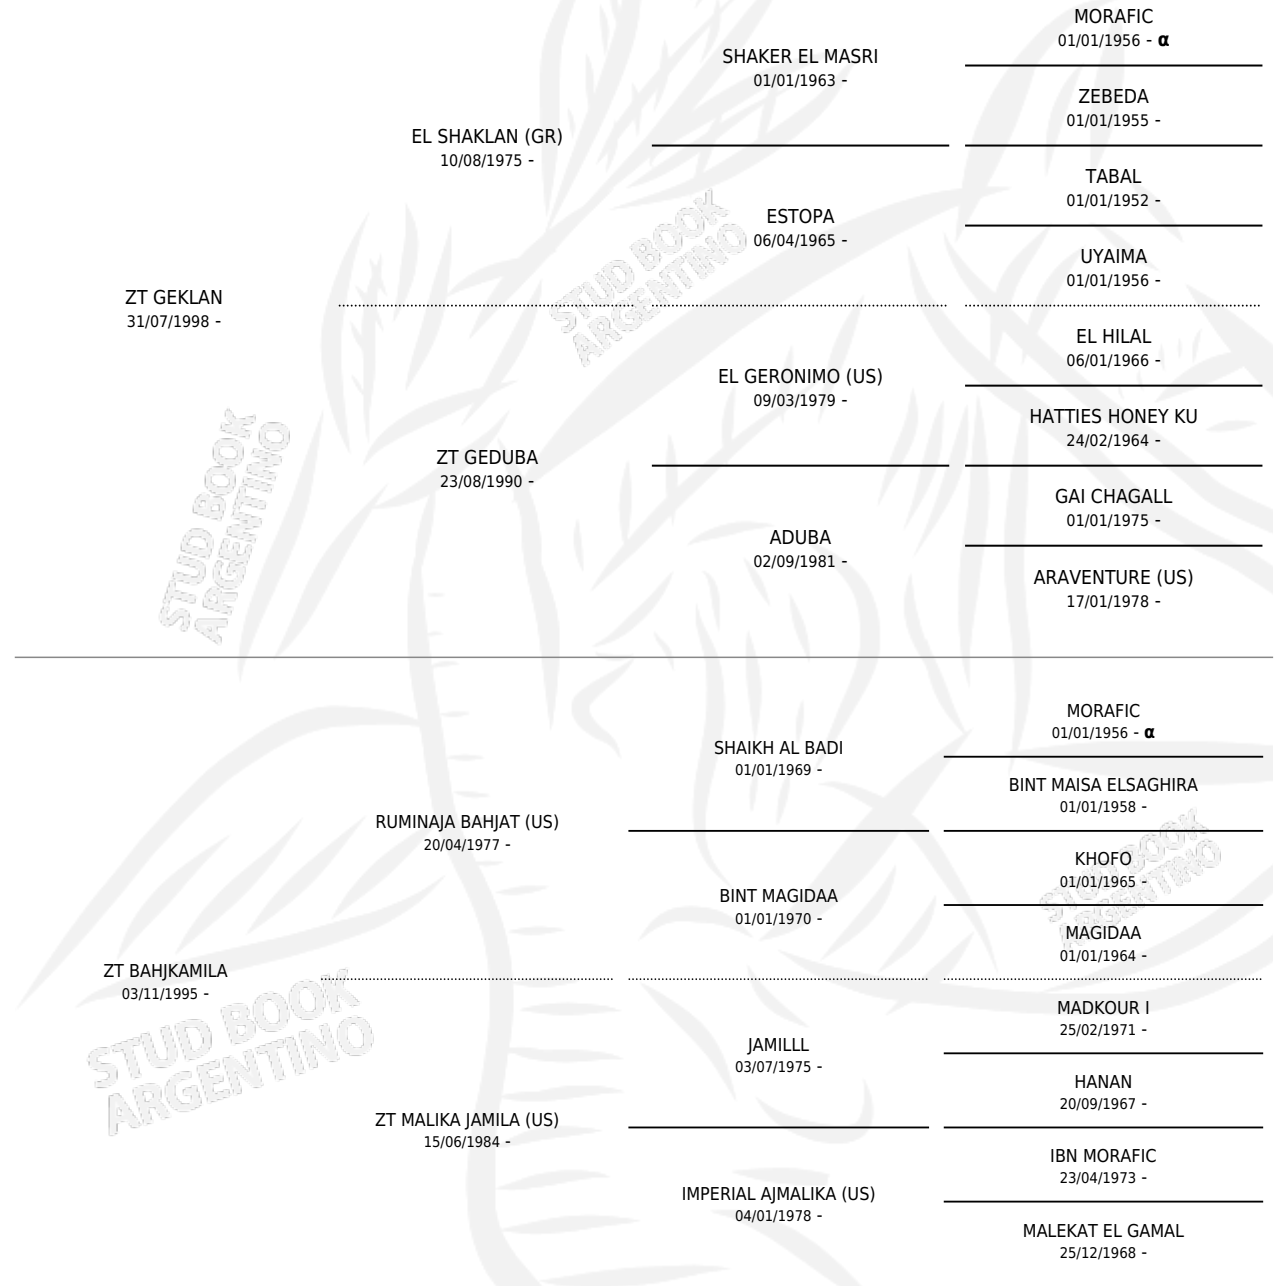 MORAFIC
01/01/1956 - α
SHAKER EL MASRI
01/01/1963 -
ZEBEDA
01/01/1955 -
EL SHAKLAN (GR)
10/08/1975 -
TABAL
01/01/1952 -
ESTOPA
06/04/1965 -
UYAIMA
01/01/1956 -
STUD BOOK
ARGENTINO
ZT GEKLAN
31/07/1998 -
EL HILAL
06/01/1966 -
EL GERONIMO (US)
09/03/1979 -
HATTIES HONEY KU
24/02/1964 -
ZT GEDUBA
23/08/1990 -
GAI CHAGALL
01/01/1975 -
ADUBA
02/09/1981 -
ARAVENTURE (US)
17/01/1978 -
STUD BOOK
ARGENTINO
MORAFIC
01/01/1956 - α
SHAIKH AL BADI
01/01/1969 -
BINT MAISA ELSAGHIRA
01/01/1958 -
RUMINAJA BAHJAT (US)
20/04/1977 -
KHOFO
01/01/1965 -
BINT MAGIDAA
01/01/1970 -
MAGIDAA
01/01/1964 -
STUD BOOK
ARGENTINO
ZT BAHJKAMILA
03/11/1995 -
MADKOUR I
25/02/1971 -
JAMILLL
03/07/1975 -
HANAN
20/09/1967 -
STUD BOOK
ARGENTINO
ZT MALIKA JAMILA (US)
15/06/1984 -
IBN MORAFIC
23/04/1973 -
IMPERIAL AJMALIKA (US)
04/01/1978 -
MALEKAT EL GAMAL
25/12/1968 -